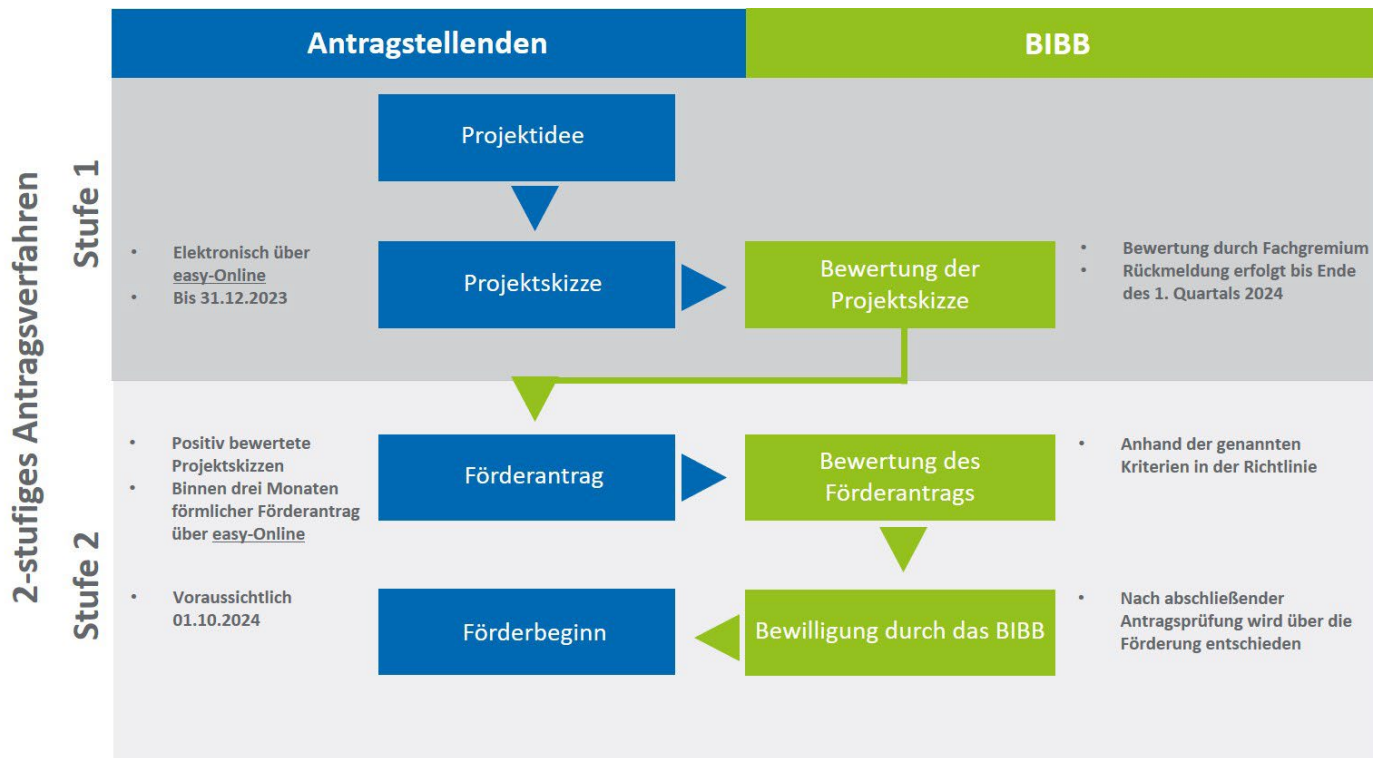 Antragstellenden
BIBB
2-stufiges Antragsverfahren
Stufe 1
Projektidee
• Elektronisch über
easy-Online
• Bis 31.12.2023
Projektskizze
Bewertung der
Projektskizze
• Bewertung durch Fachgremium
• Rückmeldung erfolgt bis Ende
des 1. Quartals 2024
Stufe 2
• Positiv bewertete
Projektskizzen
• Binnen drei Monaten
förmlicher Förderantrag
über easy-Online
Förderantrag
Bewertung des
Förderantrags
• Anhand der genannten
Kriterien in der Richtlinie
• Voraussichtlich
01.10.2024
Förderbeginn
Bewilligung durch das BIBB
• Nach abschließender
Antragsprüfung wird über die
Förderung entschieden